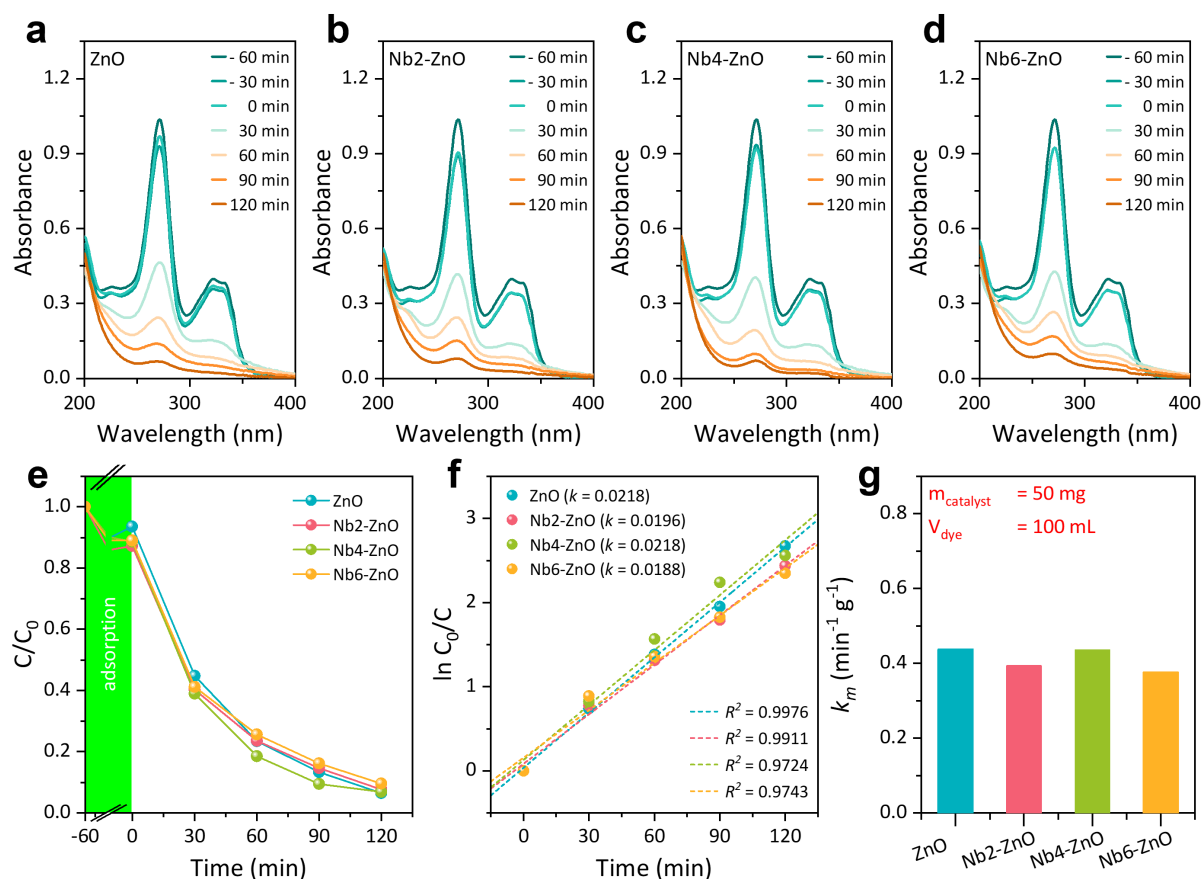 a
ZnO
- 60 min
- 30 min
0 min
30 min
60 min
90 min
120 min
1.2
0.9
0.6
0.3
0.0
200
300
400
Absorbance
Wavelength (nm)
b
Nb2-ZnO
- 60 min
- 30 min
0 min
30 min
60 min
90 min
120 min
1.2
0.9
0.6
0.3
0.0
200
300
400
Absorbance
Wavelength (nm)
c
Nb4-ZnO
- 60 min
- 30 min
0 min
30 min
60 min
90 min
120 min
1.2
0.9
0.6
0.3
0.0
200
300
400
Absorbance
Wavelength (nm)
d
Nb6-ZnO
- 60 min
- 30 min
0 min
30 min
60 min
90 min
120 min
1.2
0.9
0.6
0.3
0.0
200
300
400
Absorbance
Wavelength (nm)
e
ZnO
Nb2-ZnO
Nb4-ZnO
Nb6-ZnO
adsorption
1.0
0.8
0.6
0.4
0.2
0.0
-60
0
30
60
90
120
C/C₀
Time (min)
f
ZnO (k = 0.0218)
Nb2-ZnO (k = 0.0196)
Nb4-ZnO (k = 0.0218)
Nb6-ZnO (k = 0.0188)
R² = 0.9976
R² = 0.9911
R² = 0.9724
R² = 0.9743
3
2
1
0
0
30
60
90
120
ln C₀/C
Time (min)
g
m_catalyst = 50 mg
V_dye = 100 mL
0.8
0.6
0.4
0.2
0.0
k_m (min⁻¹ g⁻¹)
ZnO
Nb2-ZnO
Nb4-ZnO
Nb6-ZnO